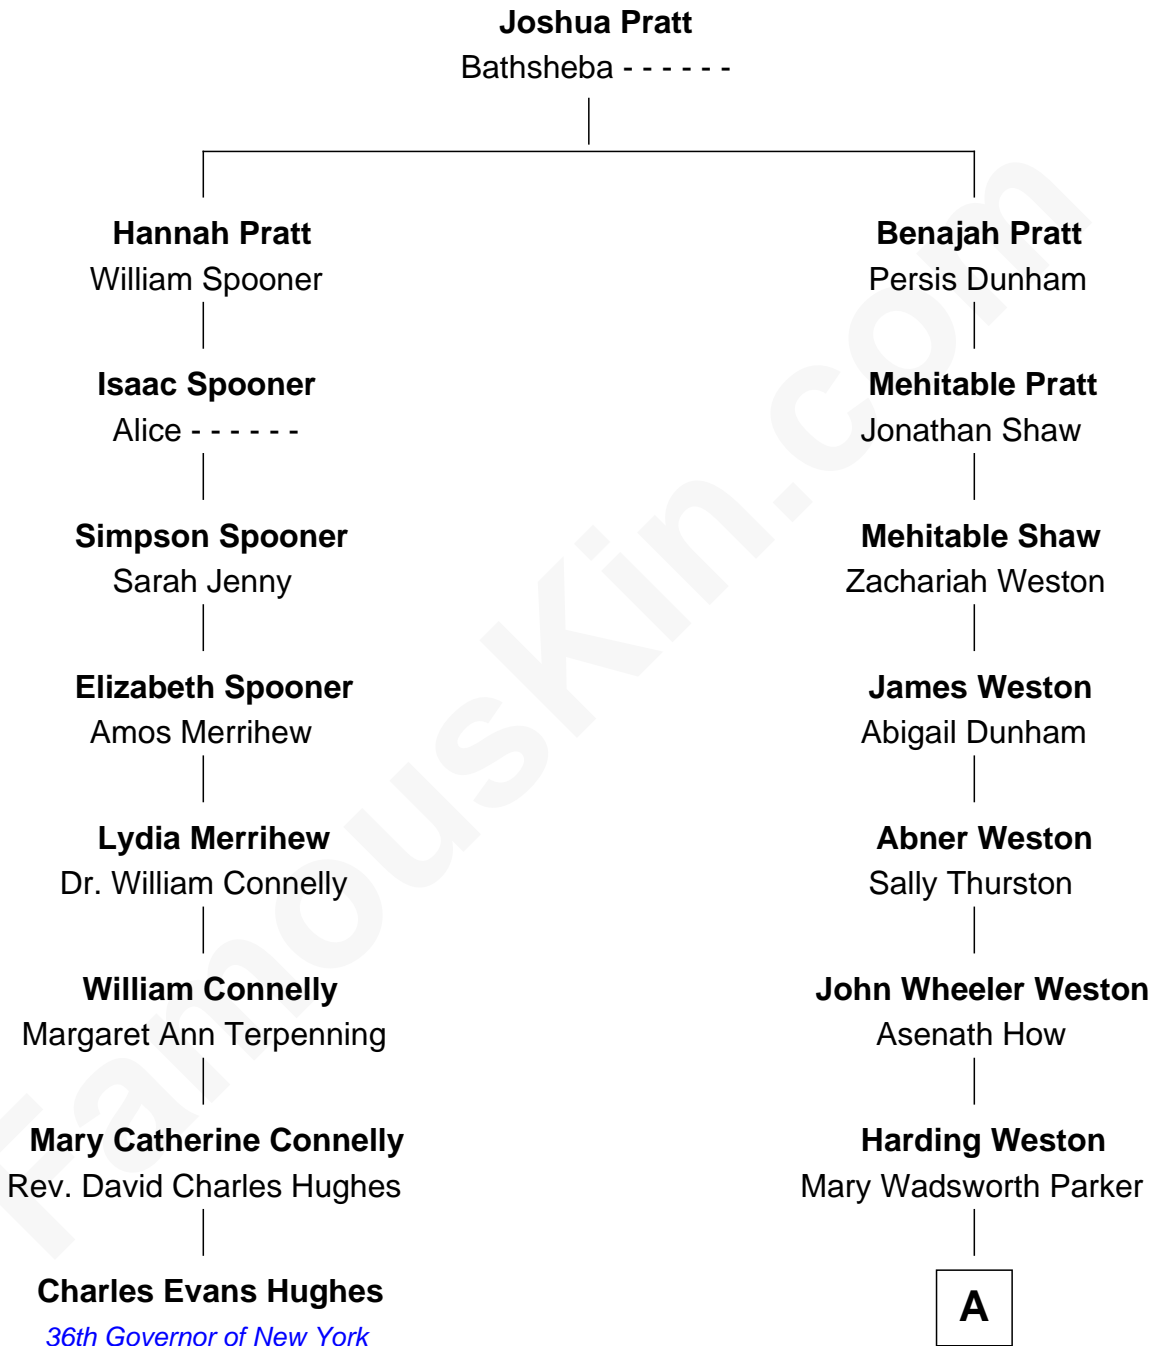 Joshua Pratt
Bathsheba - - - - - -
Hannah Pratt
William Spooner
Benajah Pratt
Persis Dunham
Isaac Spooner
Alice - - - - - -
Mehitable Pratt
Jonathan Shaw
Simpson Spooner
Sarah Jenny
Mehitable Shaw
Zachariah Weston
Elizabeth Spooner
Amos Merrihew
James Weston
Abigail Dunham
Lydia Merrihew
Dr. William Connelly
Abner Weston
Sally Thurston
William Connelly
Margaret Ann Terpenning
John Wheeler Weston
Asenath How
Mary Catherine Connelly
Rev. David Charles Hughes
Harding Weston
Mary Wadsworth Parker
Charles Evans Hughes
36th Governor of New York
A
FamousKin.com